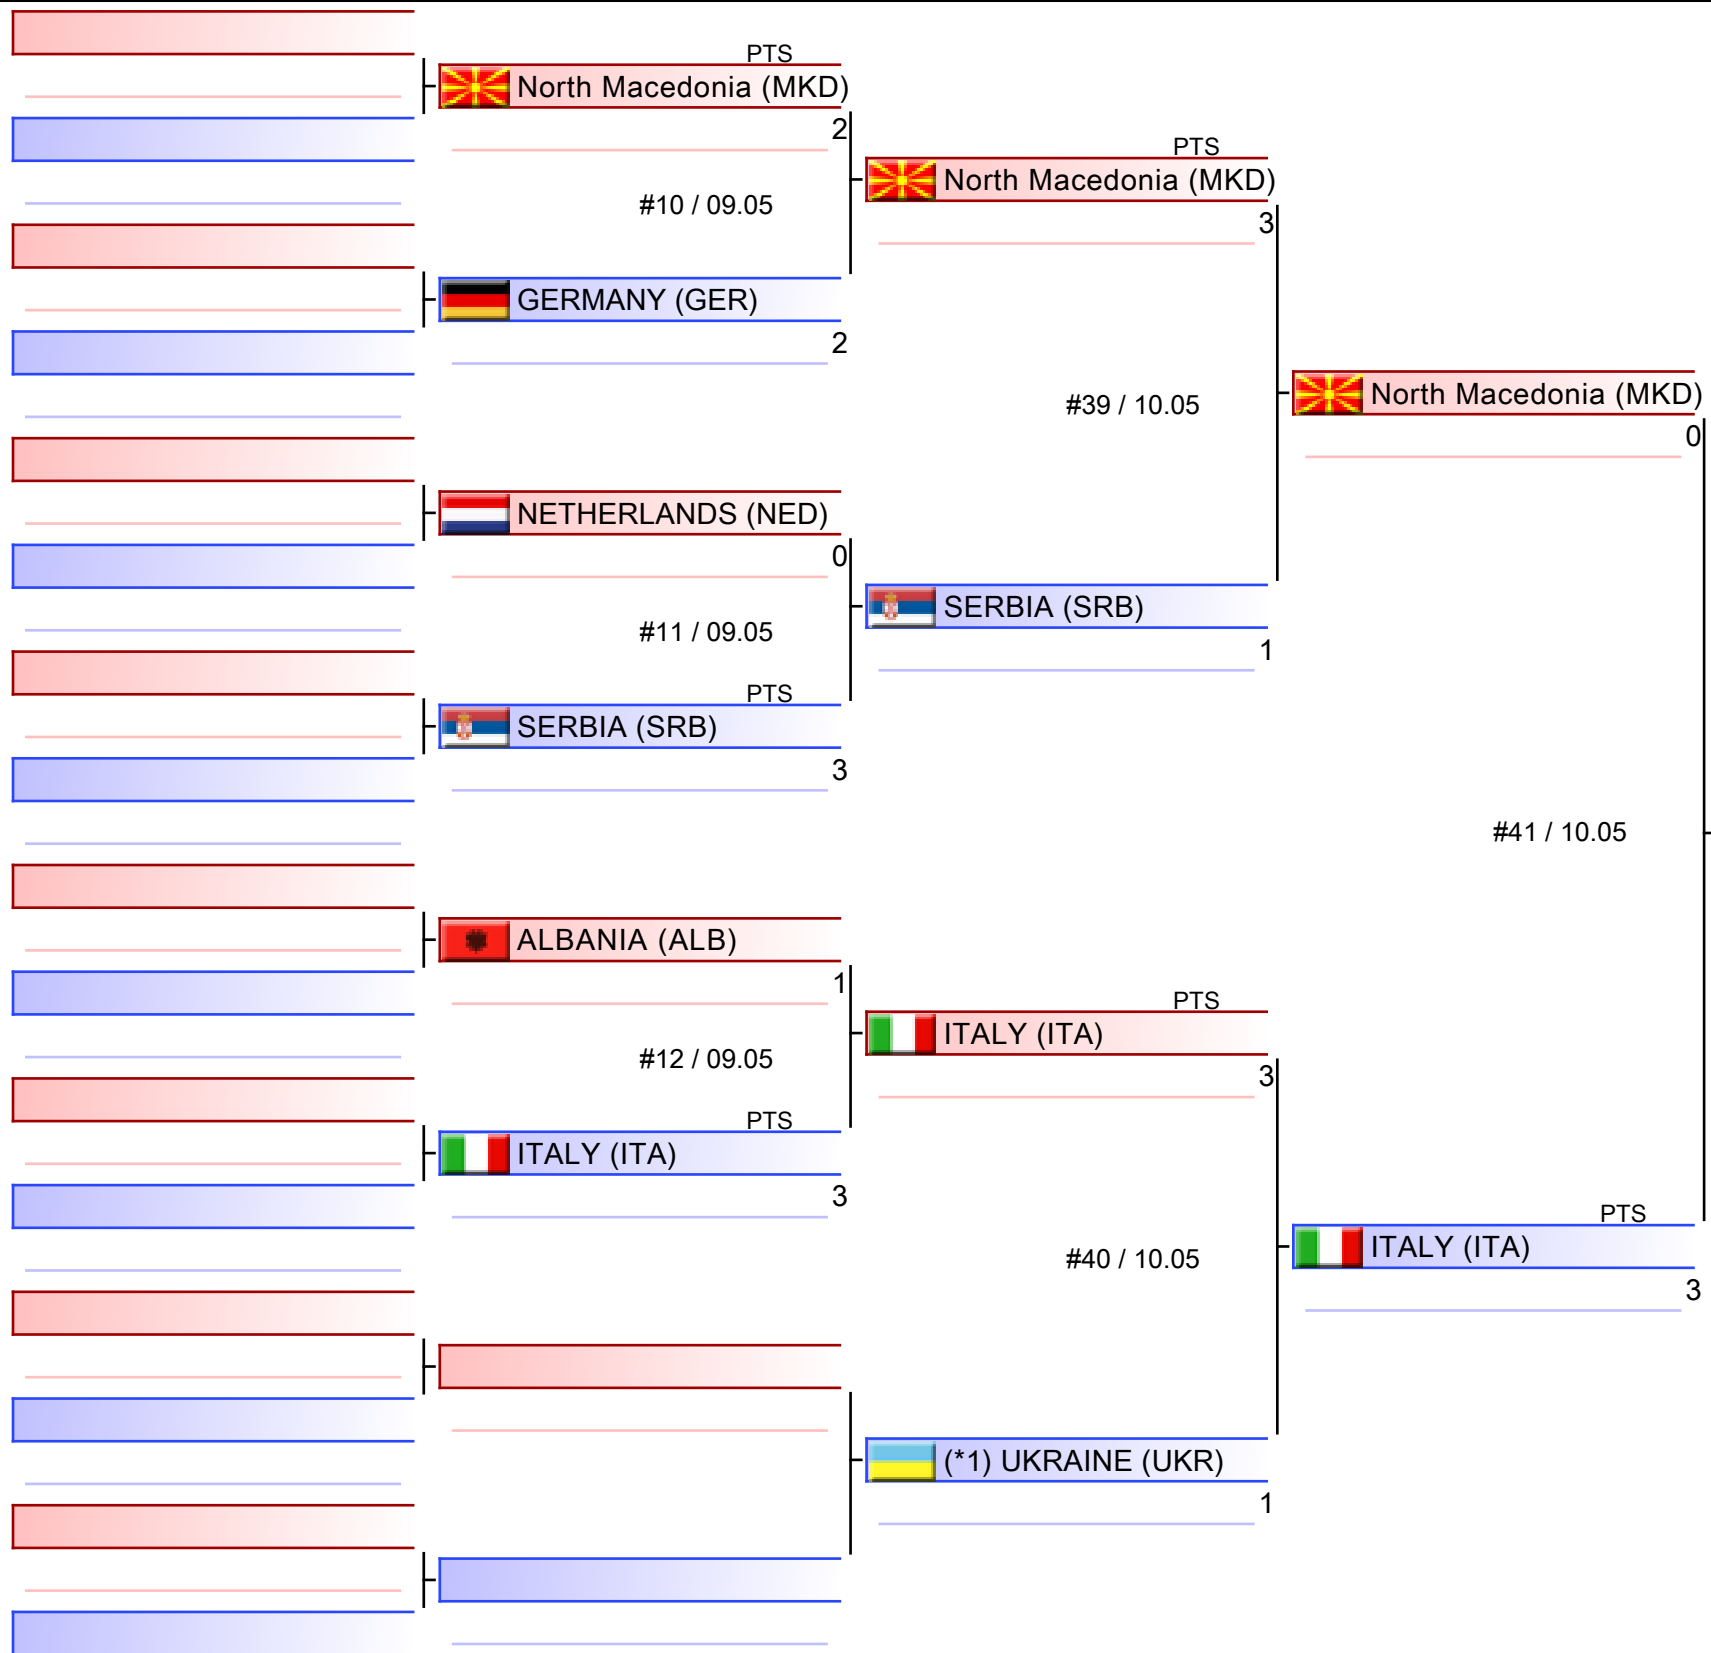 PTS
North Macedonia (MKD)
2
#10 / 09.05
GERMANY (GER)
2
NETHERLANDS (NED)
0
#11 / 09.05
PTS
SERBIA (SRB)
3
ALBANIA (ALB)
1
#12 / 09.05
PTS
ITALY (ITA)
3
PTS
North Macedonia (MKD)
3
#39 / 10.05
SERBIA (SRB)
1
PTS
ITALY (ITA)
3
#40 / 10.05
(*1) UKRAINE (UKR)
1
North Macedonia (MKD)
0
#41 / 10.05
PTS
ITALY (ITA)
3